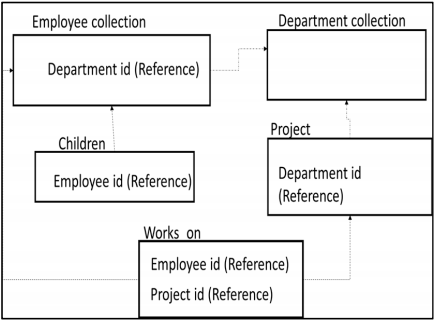 Employee collection
Department collection
Department id (Reference)
Children
Employee id (Reference)
Project
Department id
(Reference)
Works on
Employee id (Reference)
Project id (Reference)